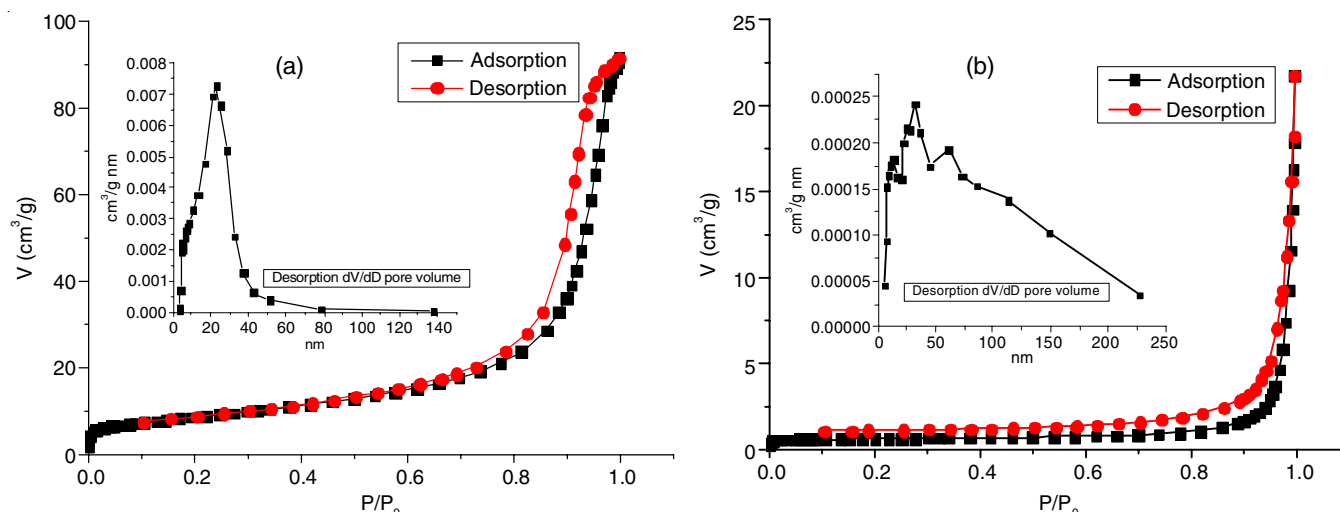 (a)
Adsorption
Desorption
V (cm³/g)
100
80
60
40
20
0
0.0 0.2 0.4 0.6 0.8 1.0
P/P₀
cm³/g nm
0.008
0.007
0.006
0.005
0.004
0.003
0.002
0.001
0.000
Desorption dV/dD pore volume
0 20 40 60 80 100 120 140
nm
(b)
Adsorption
Desorption
V (cm³/g)
25
20
15
10
5
0
0.0 0.2 0.4 0.6 0.8 1.0
P/P₀
cm³/g nm
0.00025
0.00020
0.00015
0.00010
0.00005
0.00000
Desorption dV/dD pore volume
0 50 100 150 200 250
nm